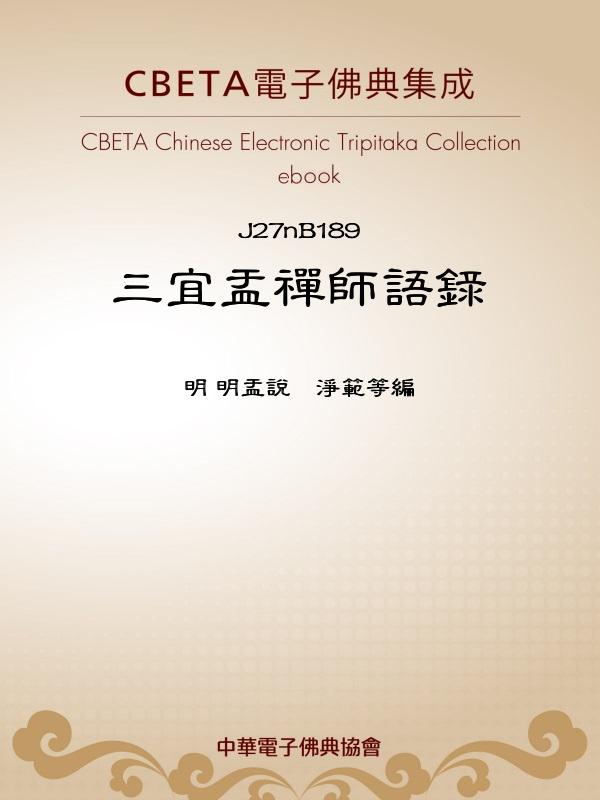 CBETA電子佛典集成
CBETA Chinese Electronic Tripitaka Collection
ebook
J27nB189
三宜盂禪師語錄
明 明盂說　淨範等編
中華電子佛典協會